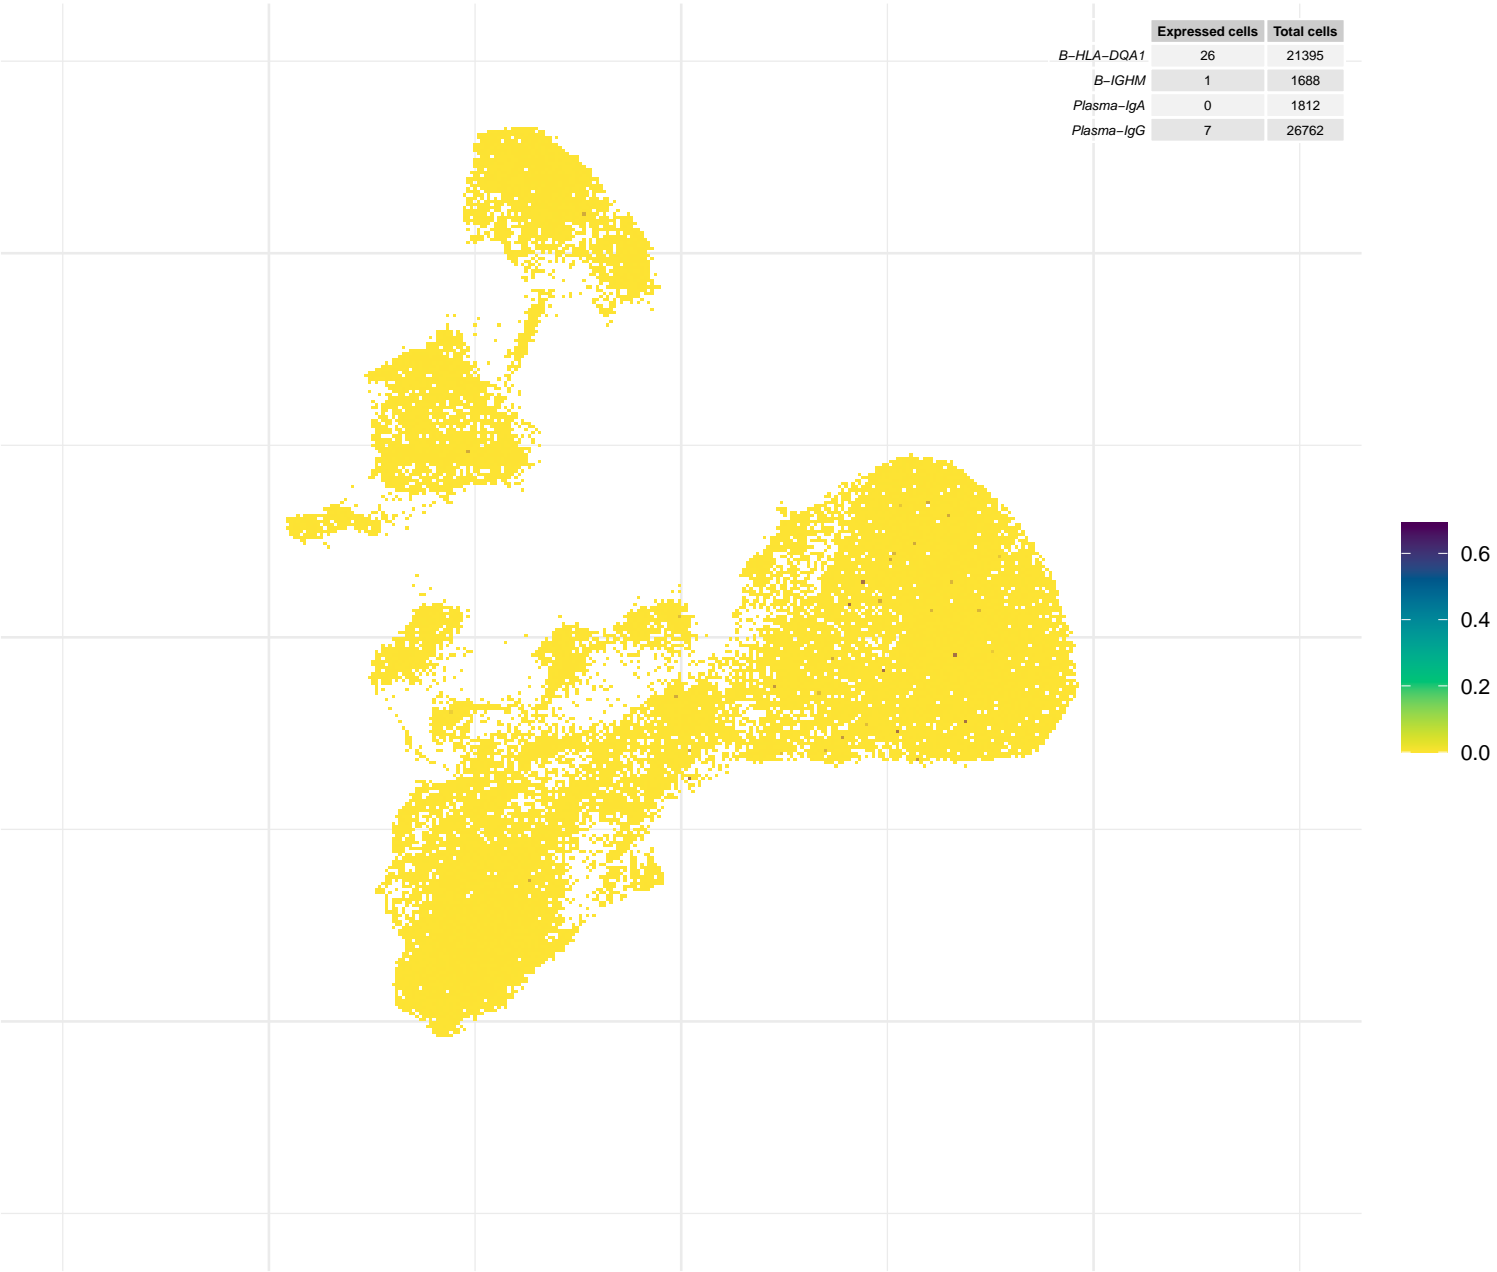 Expressed cells Total cells
B−HLA−DQA1 26 21395
B−IGHM 1 1688
Plasma−IgA 0 1812
Plasma−IgG 7 26762
0.6
0.4
0.2
0.0